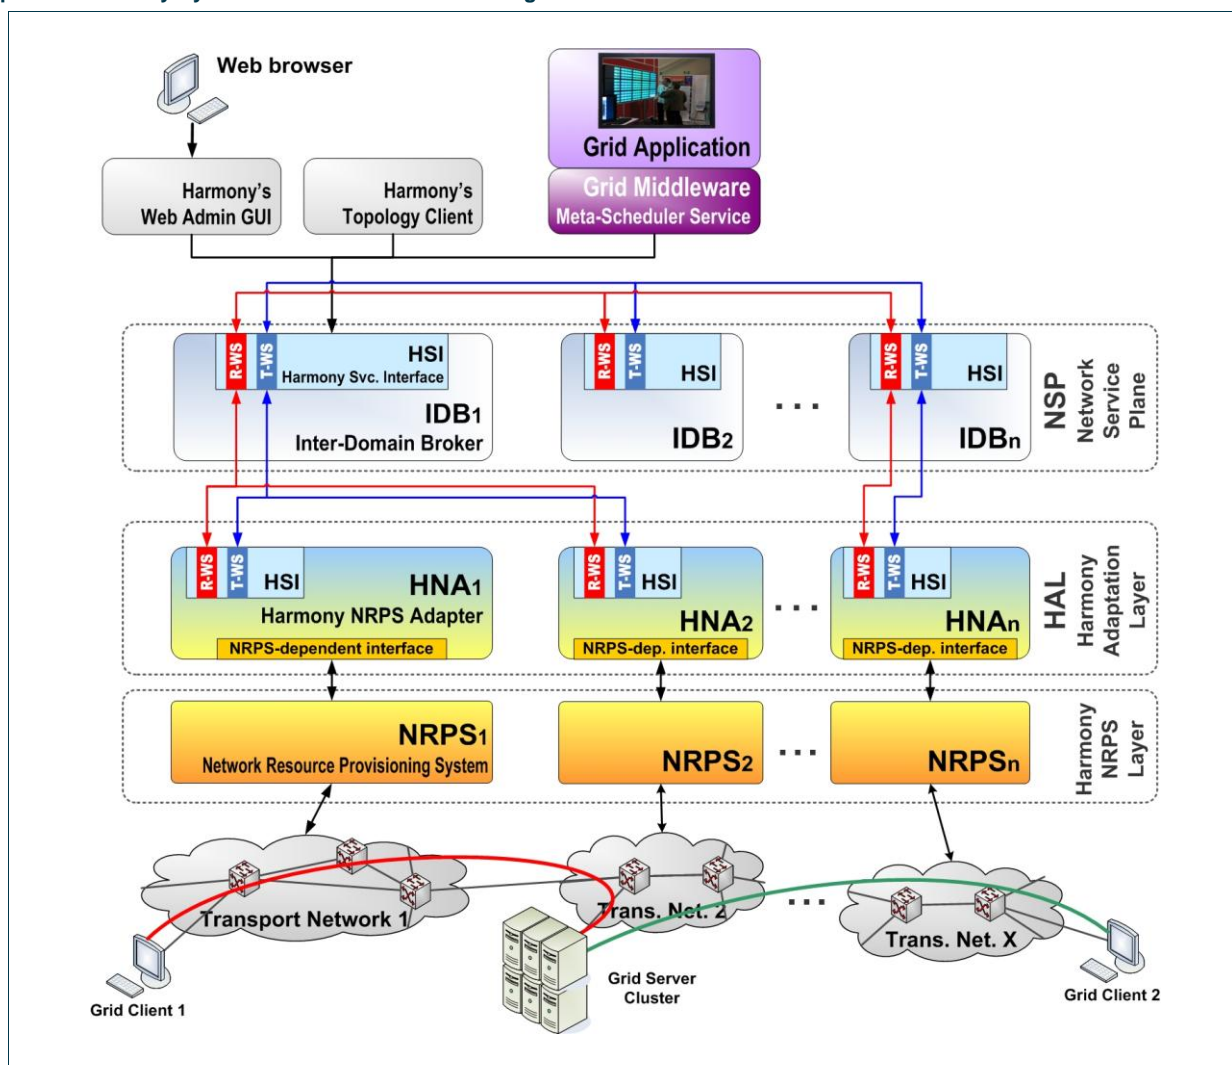 Web browser
Grid Application
Grid Middleware
Meta-Scheduler Service
Harmony's
Web Admin GUI
Harmony's
Topology Client
R-WS
T-WS
HSI
Harmony Svc. Interface
IDB1
Inter-Domain Broker
R-WS
T-WS
HSI
IDB2
...
R-WS
T-WS
HSI
IDBn
NSP
Network
Service
Plane
R-WS
T-WS
HSI
HNA1
Harmony NRPS Adapter
NRPS-dependent interface
R-WS
T-WS
HSI
HNA2
NRPS-dep. interface
...
R-WS
T-WS
HSI
HNAn
NRPS-dep. interface
HAL
Harmony
Adaptation
Layer
NRPS1
Network Resource Provisioning System
NRPS2
...
NRPSn
Harmony
NRPS
Layer
Transport Network 1
Trans. Net. 2
...
Trans. Net. X
Grid Client 1
Grid Server
Cluster
Grid Client 2